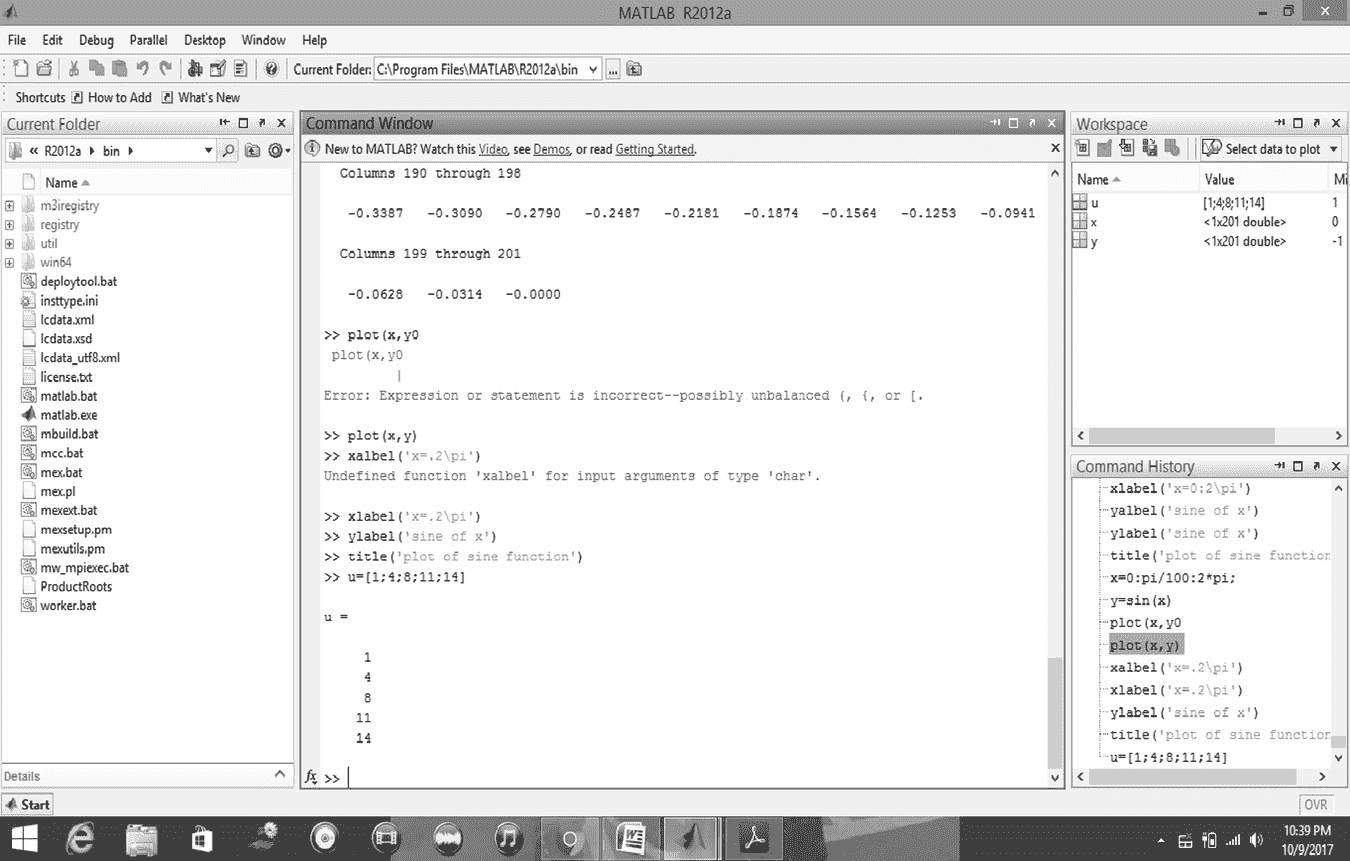 MATLAB R2012a
File Edit Debug Parallel Desktop Window Help
Current Folder: C:\Program Files\MATLAB\R2012a\bin ...
Shortcuts How to Add What's New
Current Folder
« R2012a bin
Name
m3iregistry
registry
util
win64
deploytool.bat
insttype.ini
lcdata.xml
lcdata.xsd
lcdata_utf8.xml
license.txt
matlab.bat
matlab.exe
mbuild.bat
mcc.bat
mex.bat
mex.pl
mexext.bat
mexsetup.pm
mexutils.pm
mw_mpiexec.bat
ProductRoots
worker.bat
Details
Command Window
New to MATLAB? Watch this Video, see Demos, or read Getting Started.
Columns 190 through 198
-0.3387 -0.3090 -0.2790 -0.2487 -0.2181 -0.1874 -0.1564 -0.1253 -0.0941
Columns 199 through 201
-0.0628 -0.0314 -0.0000
>> plot(x,y0
plot(x,y0
|
Error: Expression or statement is incorrect--possibly unbalanced (, {, or [.
>> plot(x,y)
>> xalbel('x=.2\pi')
Undefined function 'xalbel' for input arguments of type 'char'.
>> xlabel('x=.2\pi')
>> ylabel('sine of x')
>> title('plot of sine function')
>> u=[1;4;8;11;14]
u =
1
4
8
11
14
fx >>
Workspace
Select data to plot
Name Value Mi
u [1;4;8;11;14] 1
x <1x201 double> 0
y <1x201 double> -1
Command History
xlabel('x=0:2\pi')
yalbel('sine of x')
ylabel('sine of x')
title('plot of sine function
x=0:pi/100:2*pi;
y=sin(x)
plot(x,y0
plot(x,y)
xalbel('x=.2\pi')
xlabel('x=.2\pi')
ylabel('sine of x')
title('plot of sine function
u=[1;4;8;11;14]
Start
OVR
10:39 PM
10/9/2017